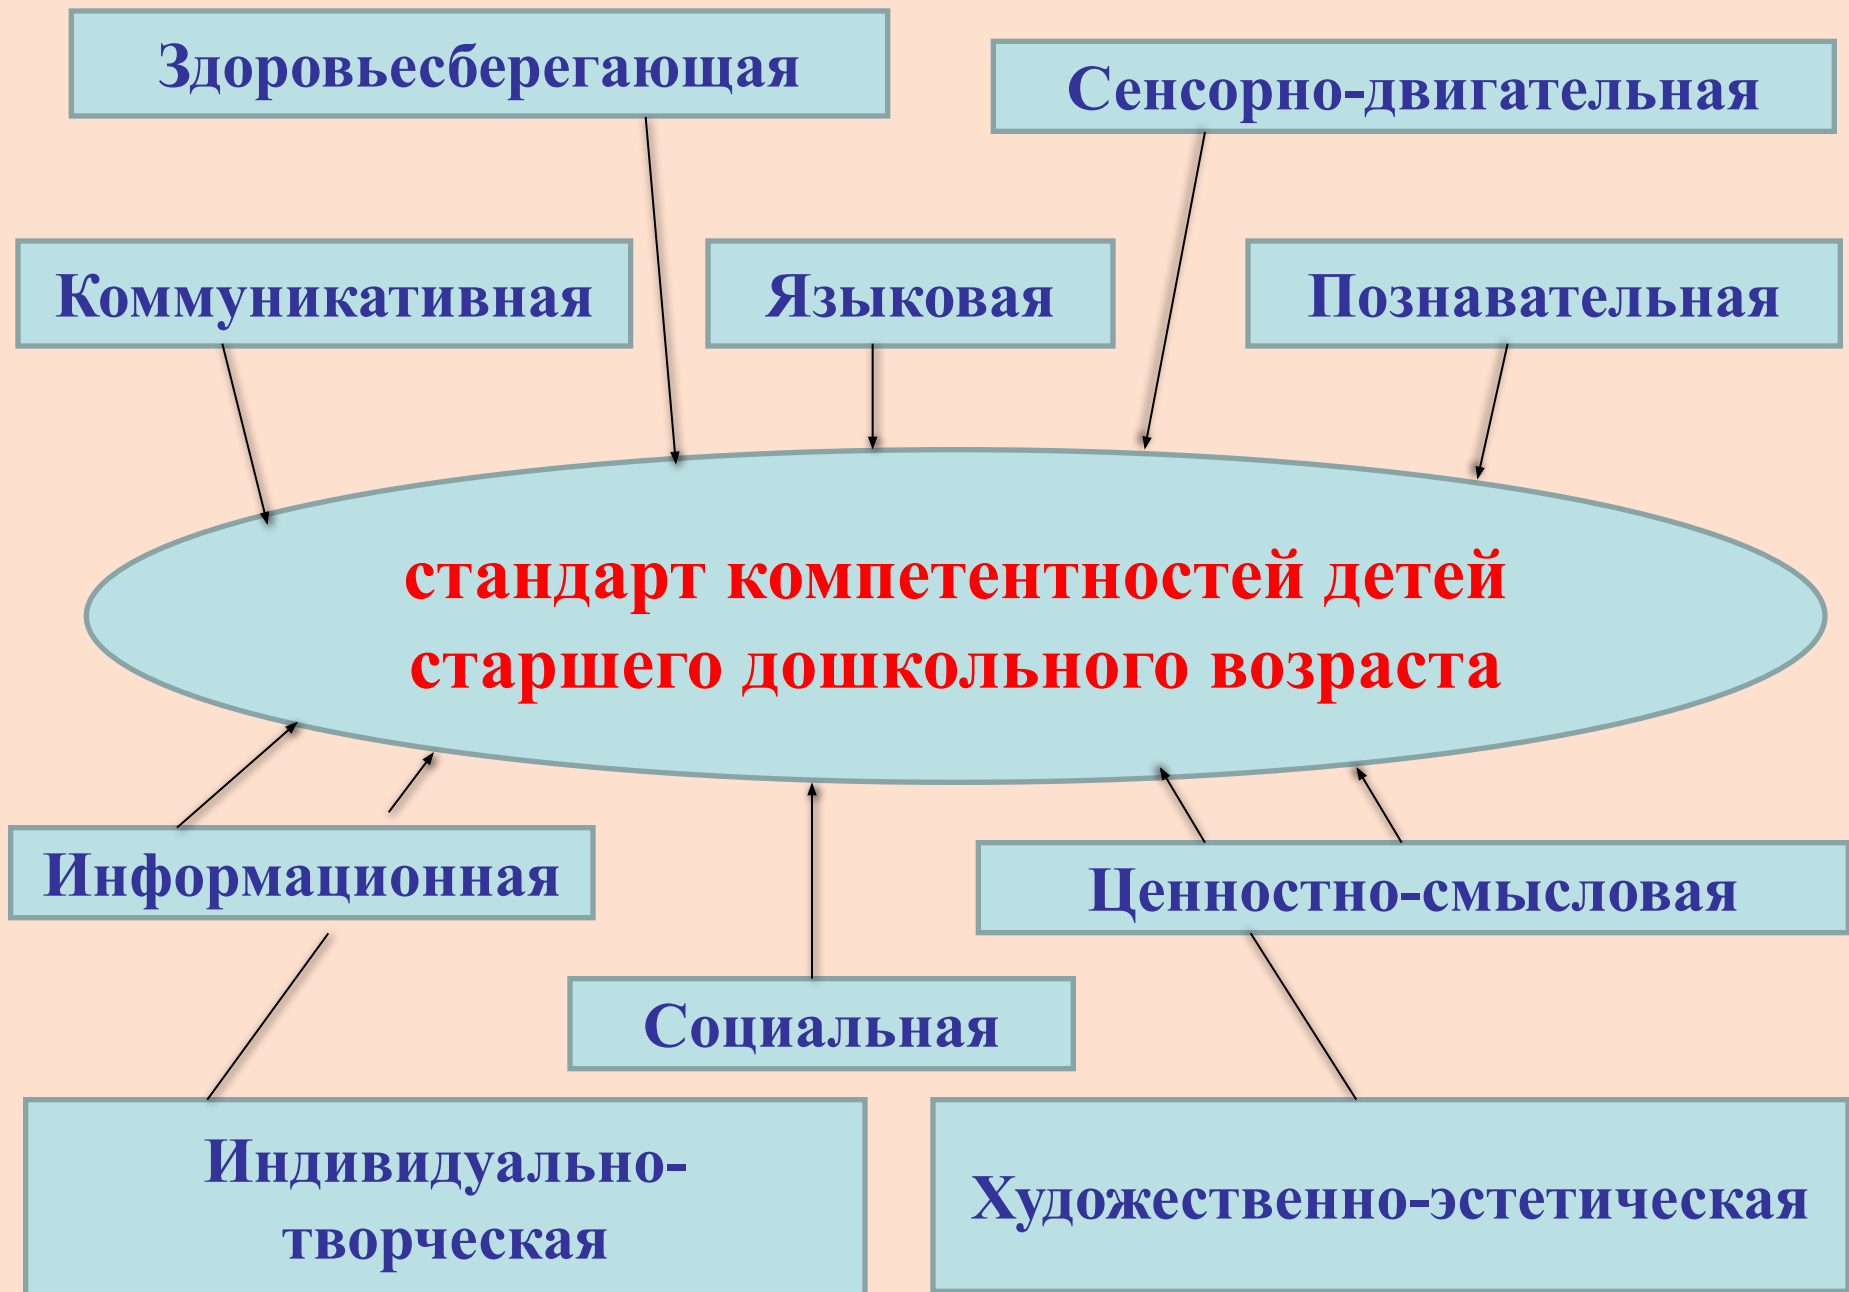 Здоровьесберегающая
Сенсорно-двигательная
Коммуникативная
Языковая
Познавательная
стандарт компетентностей детей
старшего дошкольного возраста
Информационная
Ценностно-смысловая
Социальная
Индивидуально-
творческая
Художественно-эстетическая